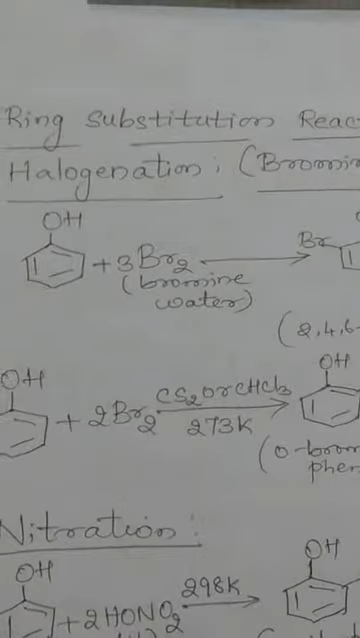 Ring Substitution Reac
Halogenation: (Bromin
OH
+ 3Br2 → Br
(bromine
water)
(2,4,6-
OH
OH
+ 2Br2 CS2 or CHCl3
273K
(o-brom
phen
Nitration:
OH
OH
+ 2HONO2 298K